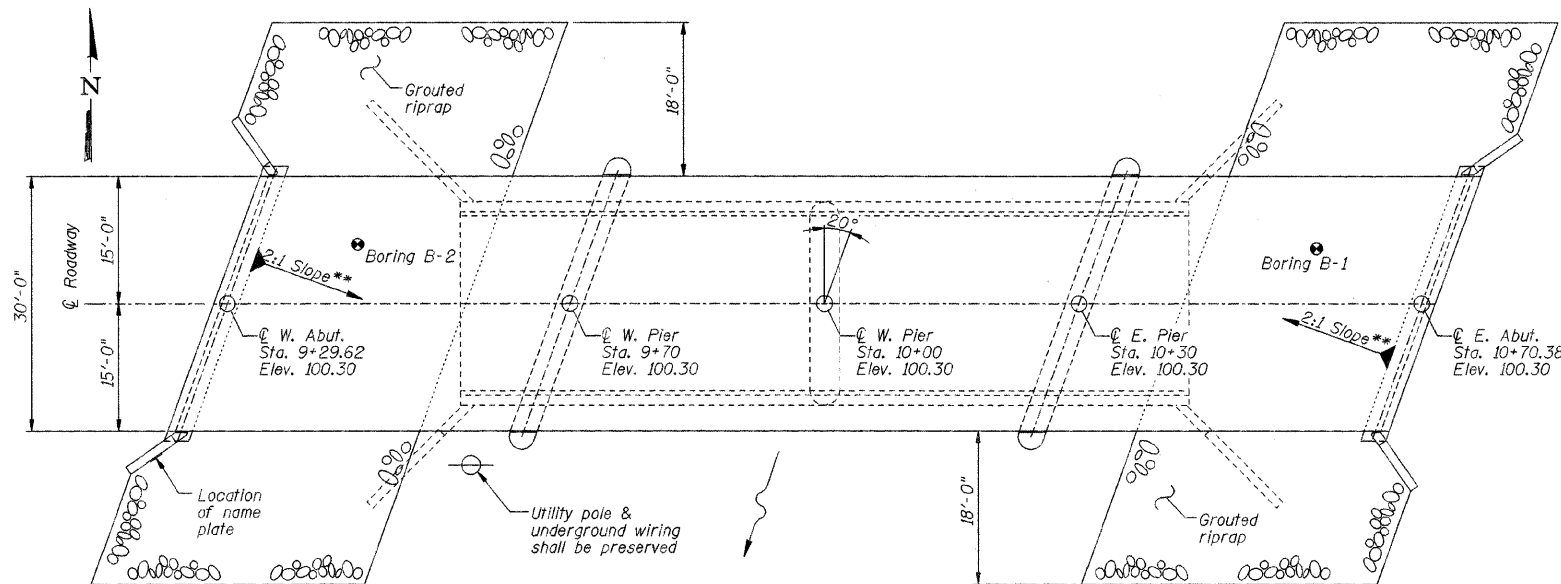 N
Grouted
riprap
18'-0"
30'-0"
15'-0"
15'-0"
℄ Roadway
Boring B-2
2:1 Slope**
20°
Boring B-1
2:1 Slope**
℄ W. Abut.
Sta. 9+29.62
Elev. 100.30
℄ W. Pier
Sta. 9+70
Elev. 100.30
℄ W. Pier
Sta. 10+00
Elev. 100.30
℄ E. Pier
Sta. 10+30
Elev. 100.30
℄ E. Abut.
Sta. 10+70.38
Elev. 100.30
Location
of name
plate
Utility pole &
underground wiring
shall be preserved
18'-0"
Grouted
riprap